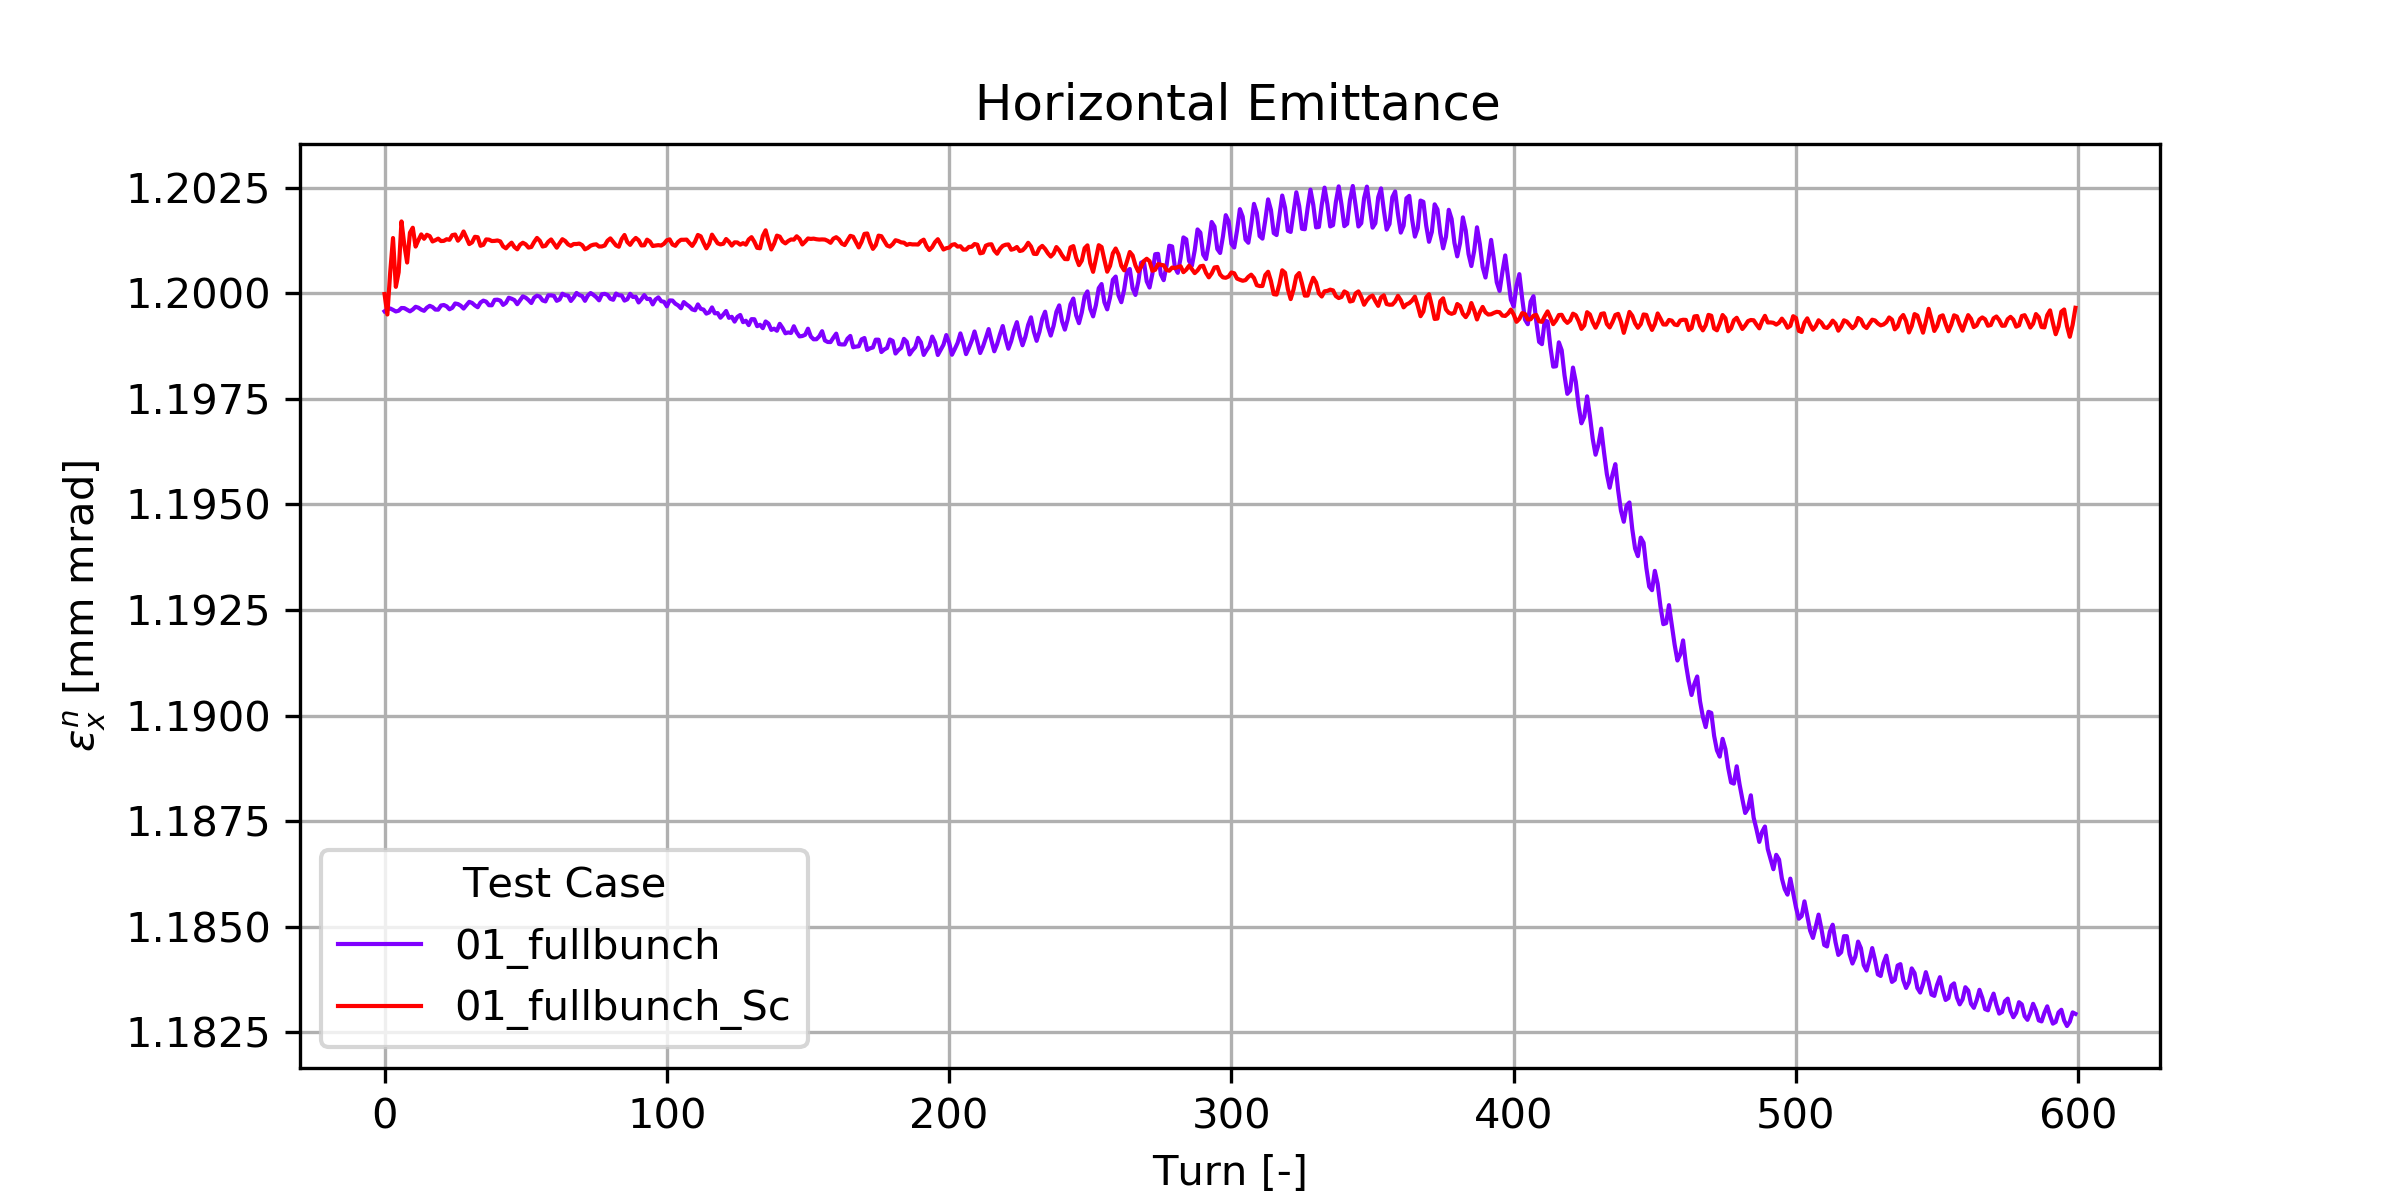 Horizontal Emittance
ε_x^n [mm mrad]
1.2025
1.2000
1.1975
1.1950
1.1925
1.1900
1.1875
1.1850
1.1825
Test Case
01_fullbunch
01_fullbunch_Sc
0 100 200 300 400 500 600
Turn [-]